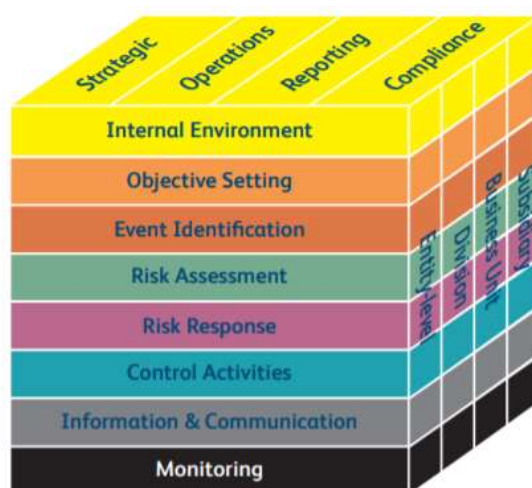 Strategic
Operations
Reporting
Compliance
Internal Environment
Objective Setting
Event Identification
Risk Assessment
Risk Response
Control Activities
Information & Communication
Monitoring
Entity-level
Division
Business Unit
Subsidiary